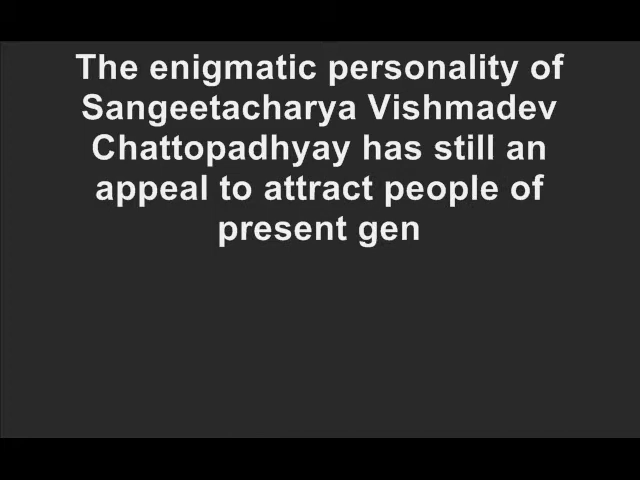 The enigmatic personality of
Sangeetacharya Vishmadev
Chattopadhyay has still an
appeal to attract people of
present gen